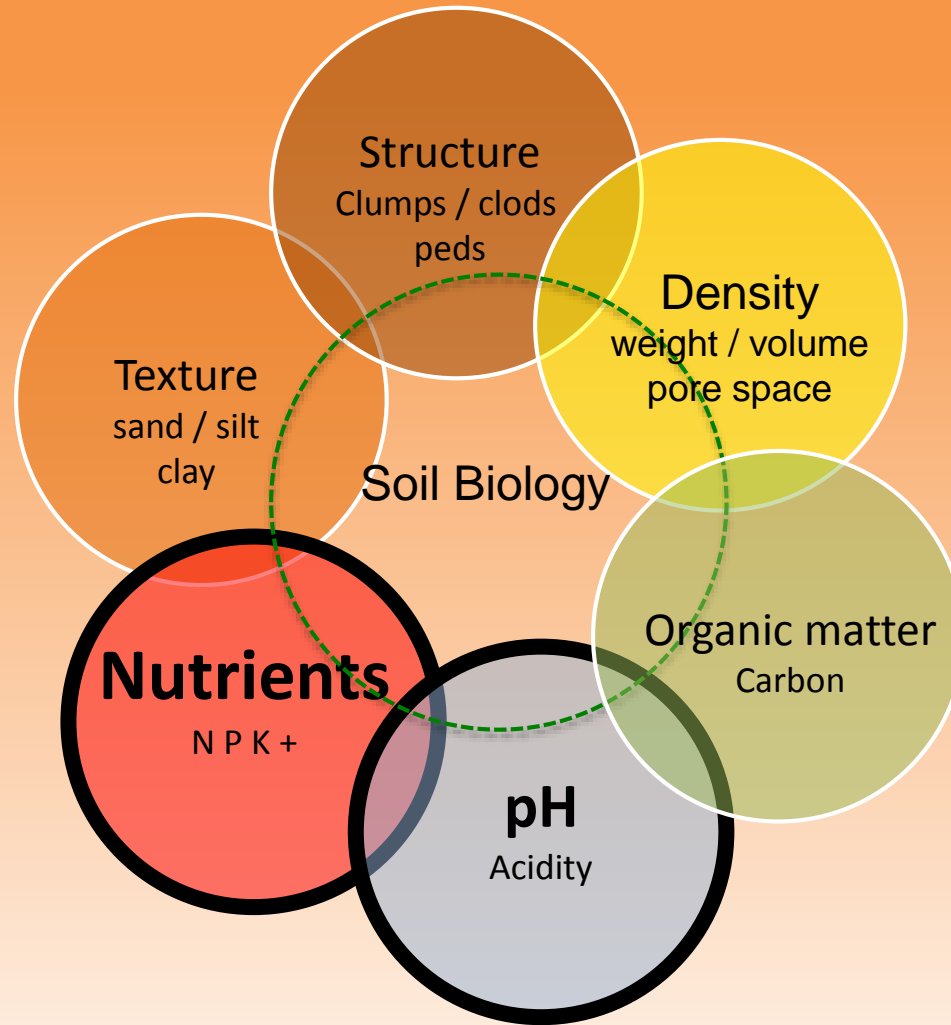 Structure
Clumps / clods
peds
Density
weight / volume
pore space
Texture
sand / silt
clay
Soil Biology
Organic matter
Carbon
Nutrients
N P K +
pH
Acidity